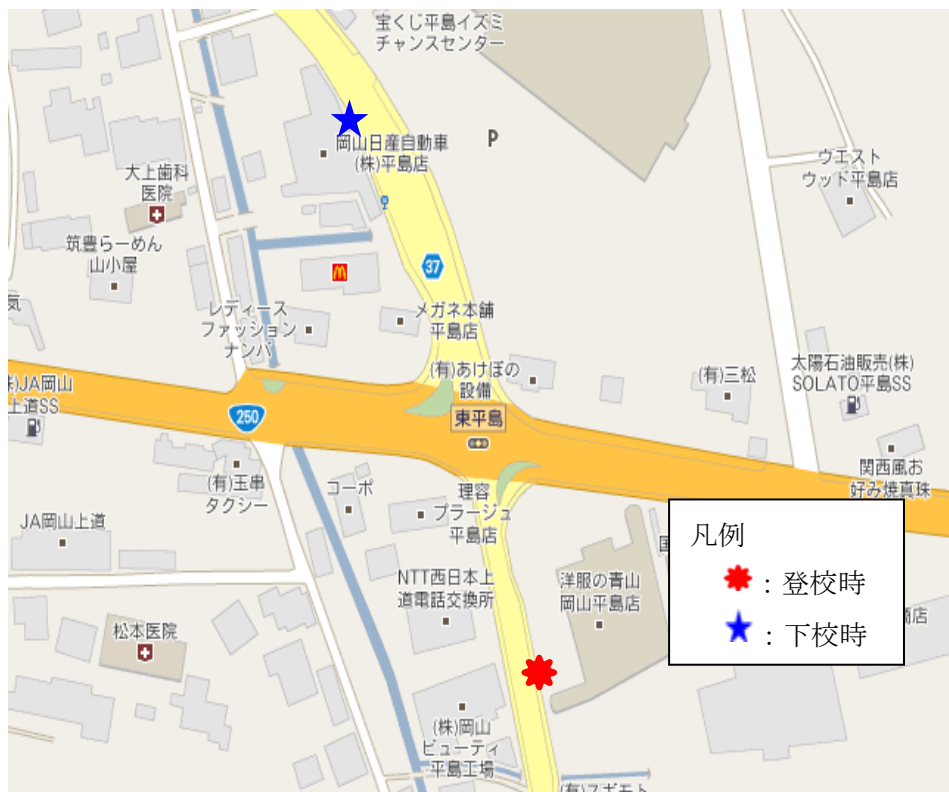 宝くじ平島イズミ
チャンスセンター
岡山日産自動車
(株)平島店
P
ウエスト
ウッド平島店
大上歯科
医院
筑豊らーめん
山小屋
37
気
レディース
ファッション
ナンバ
メガネ本舗
平島店
(有)あけぼの
設備
太陽石油販売(株)
SOLATO平島SS
(有)三松
JA岡山
上道SS
250
東平島
関西風お
好み焼真珠
(有)玉串
タクシー
コーポ
理容
プラージュ
平島店
JA岡山上道
凡例
:登校時
:下校時
NTT西日本上
道電話交換所
洋服の青山
岡山平島店
松本医院
(株)岡山
ビューティ
平島工場
(有)スギモト